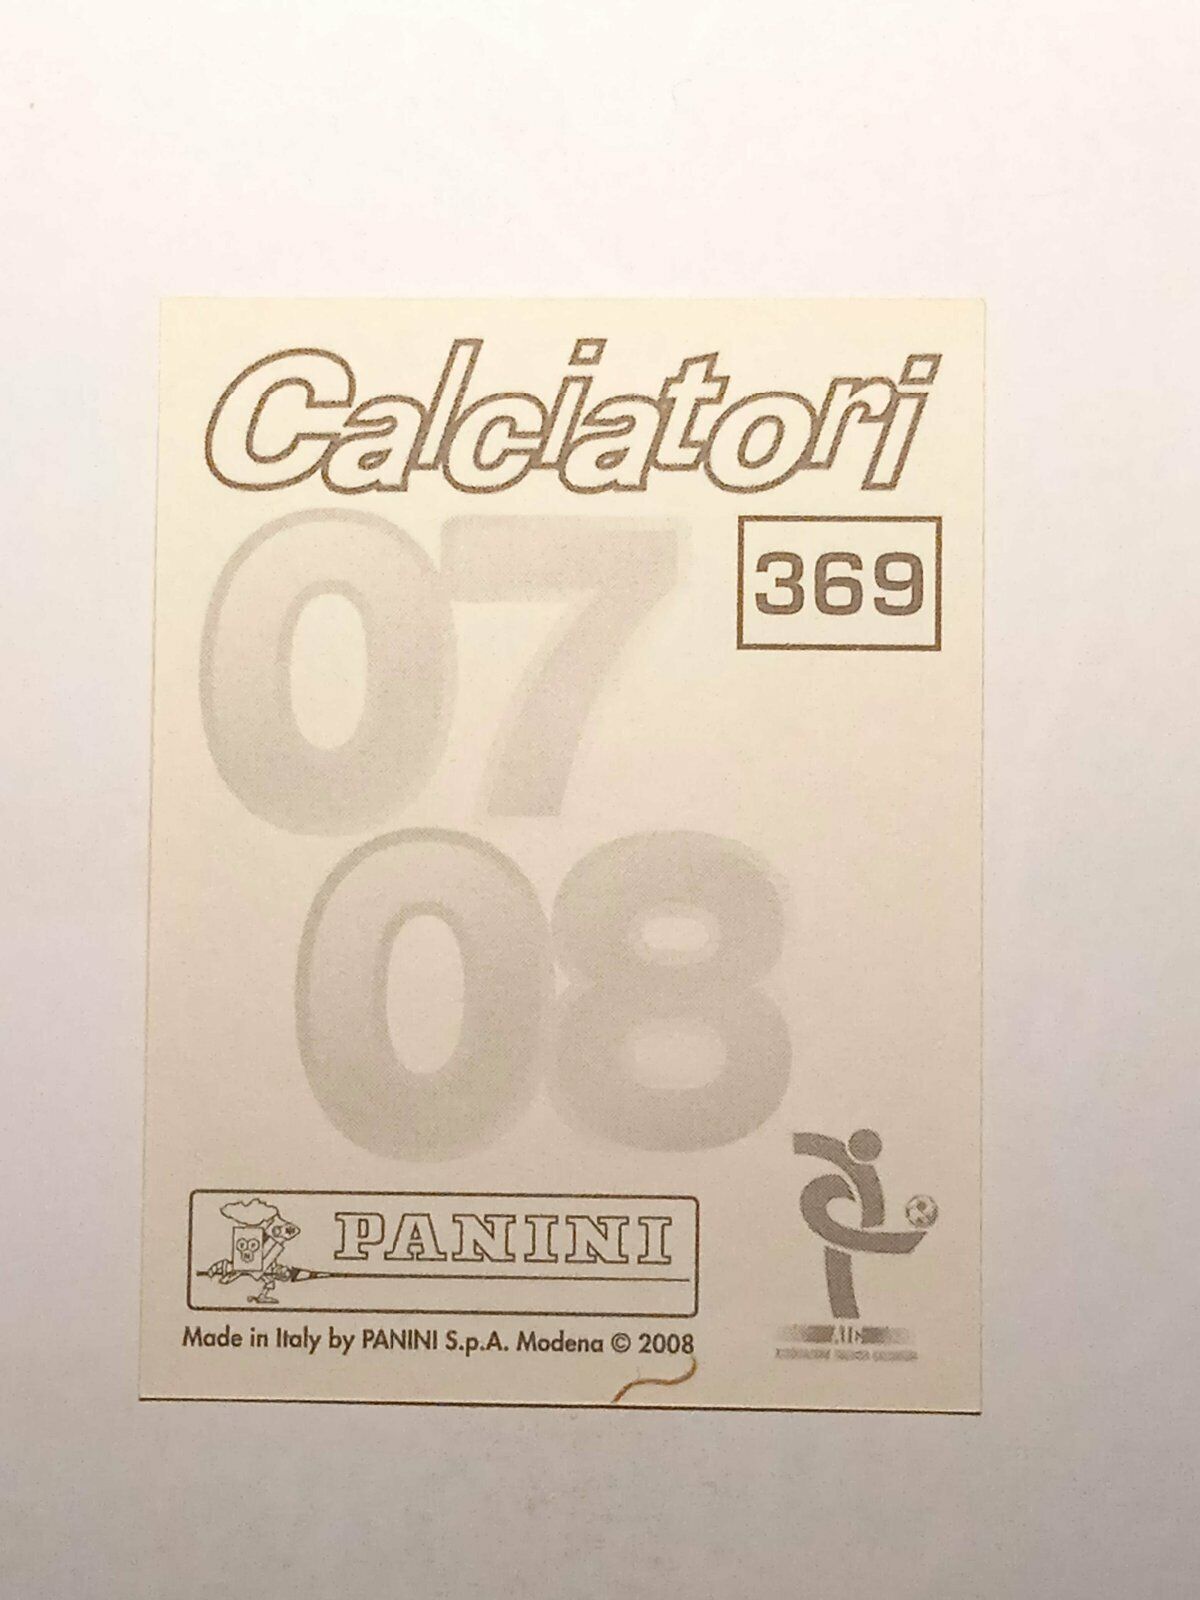 Calciatori
07
369
08
PANINI
Made in Italy by PANINI S.p.A. Modena © 2008